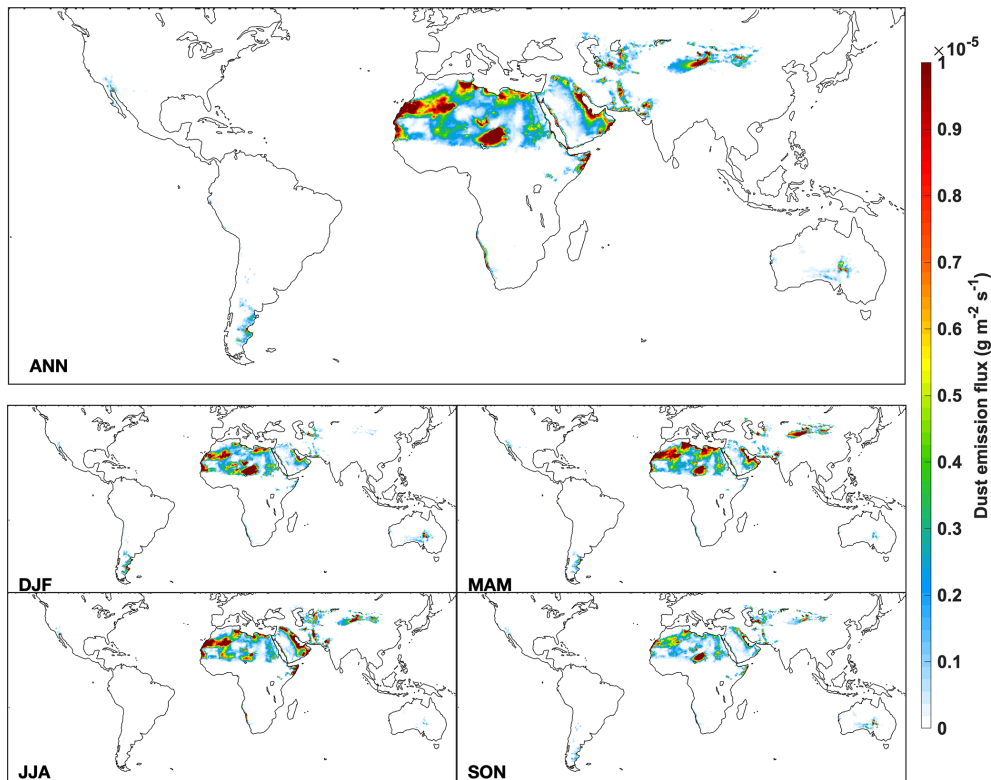 ANN
DJF
MAM
JJA
SON
×10⁻⁵
1
0.9
0.8
0.7
0.6
0.5
0.4
0.3
0.2
0.1
0
Dust emission flux (g m⁻² s⁻¹)